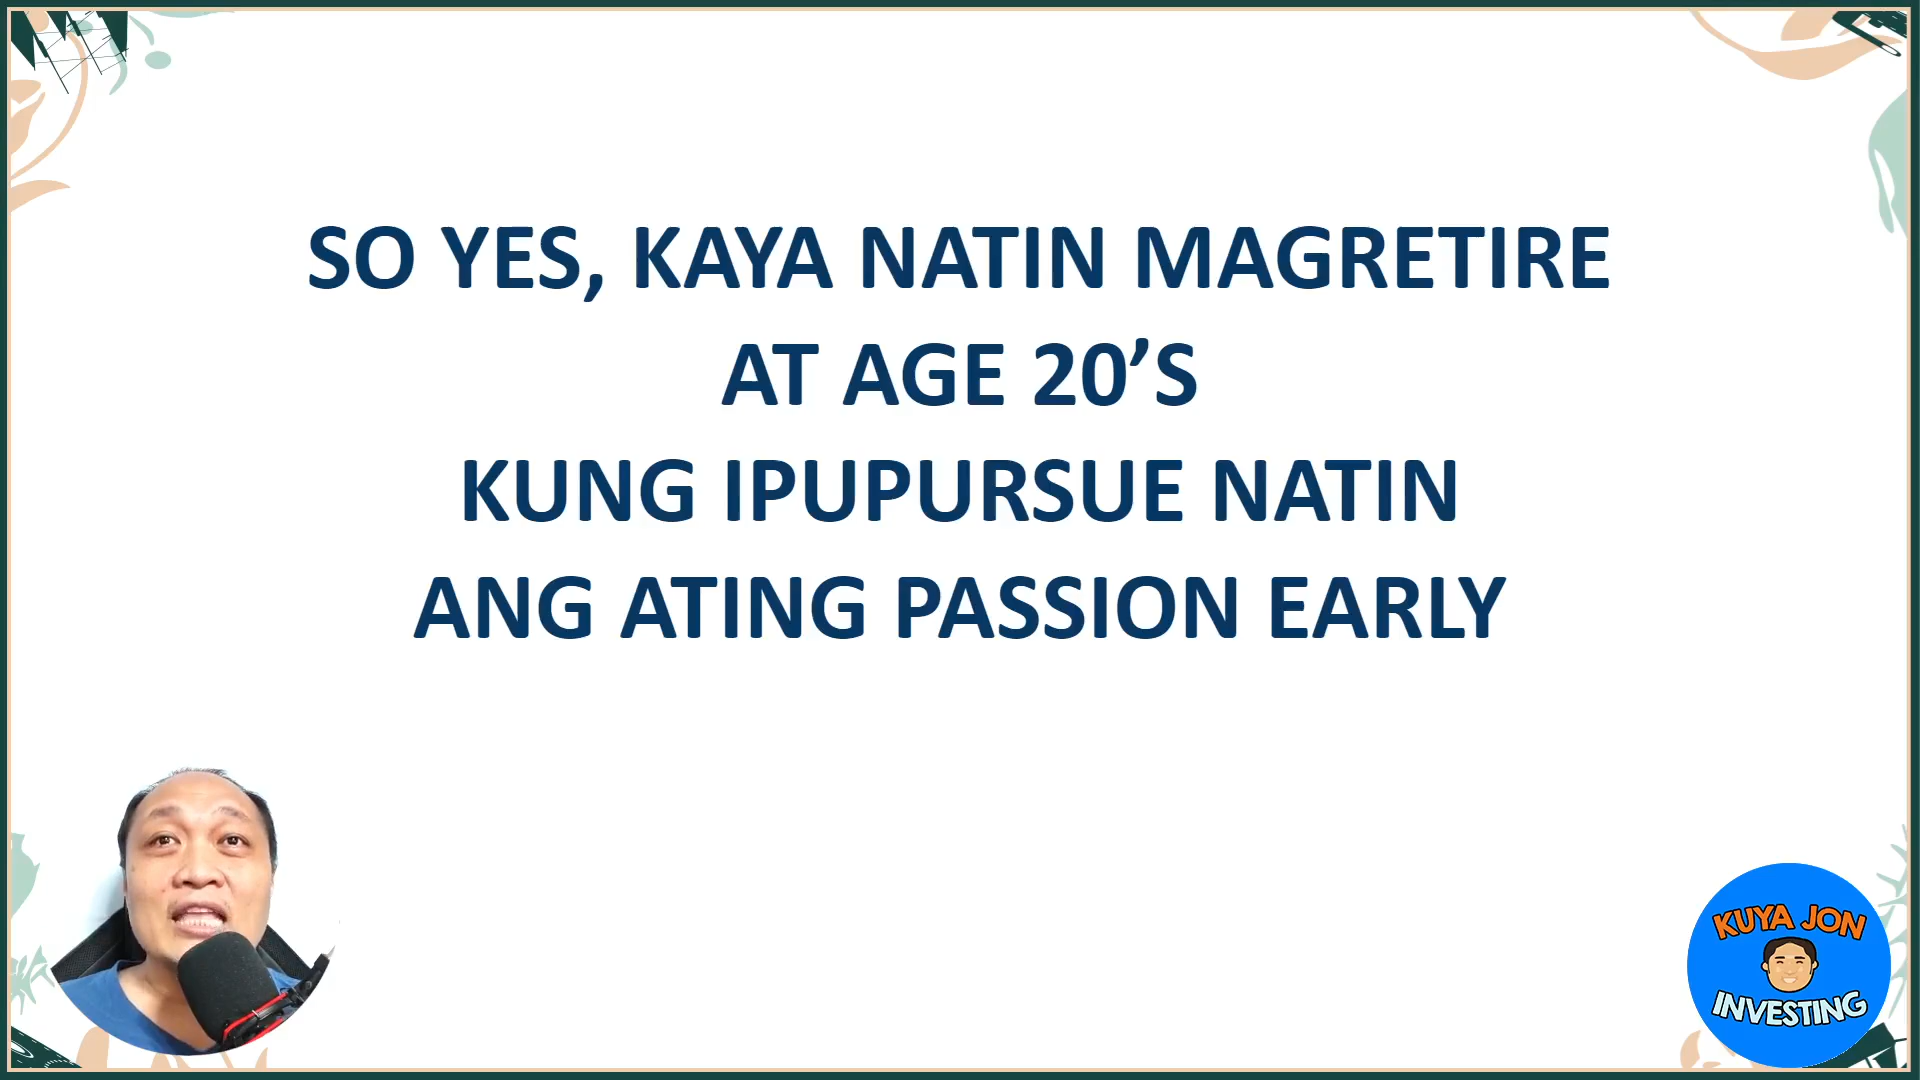 SO YES, KAYA NATIN MAGRETIRE
AT AGE 20’S
KUNG IPUPURSUE NATIN
ANG ATING PASSION EARLY
KUYA JON
INVESTING